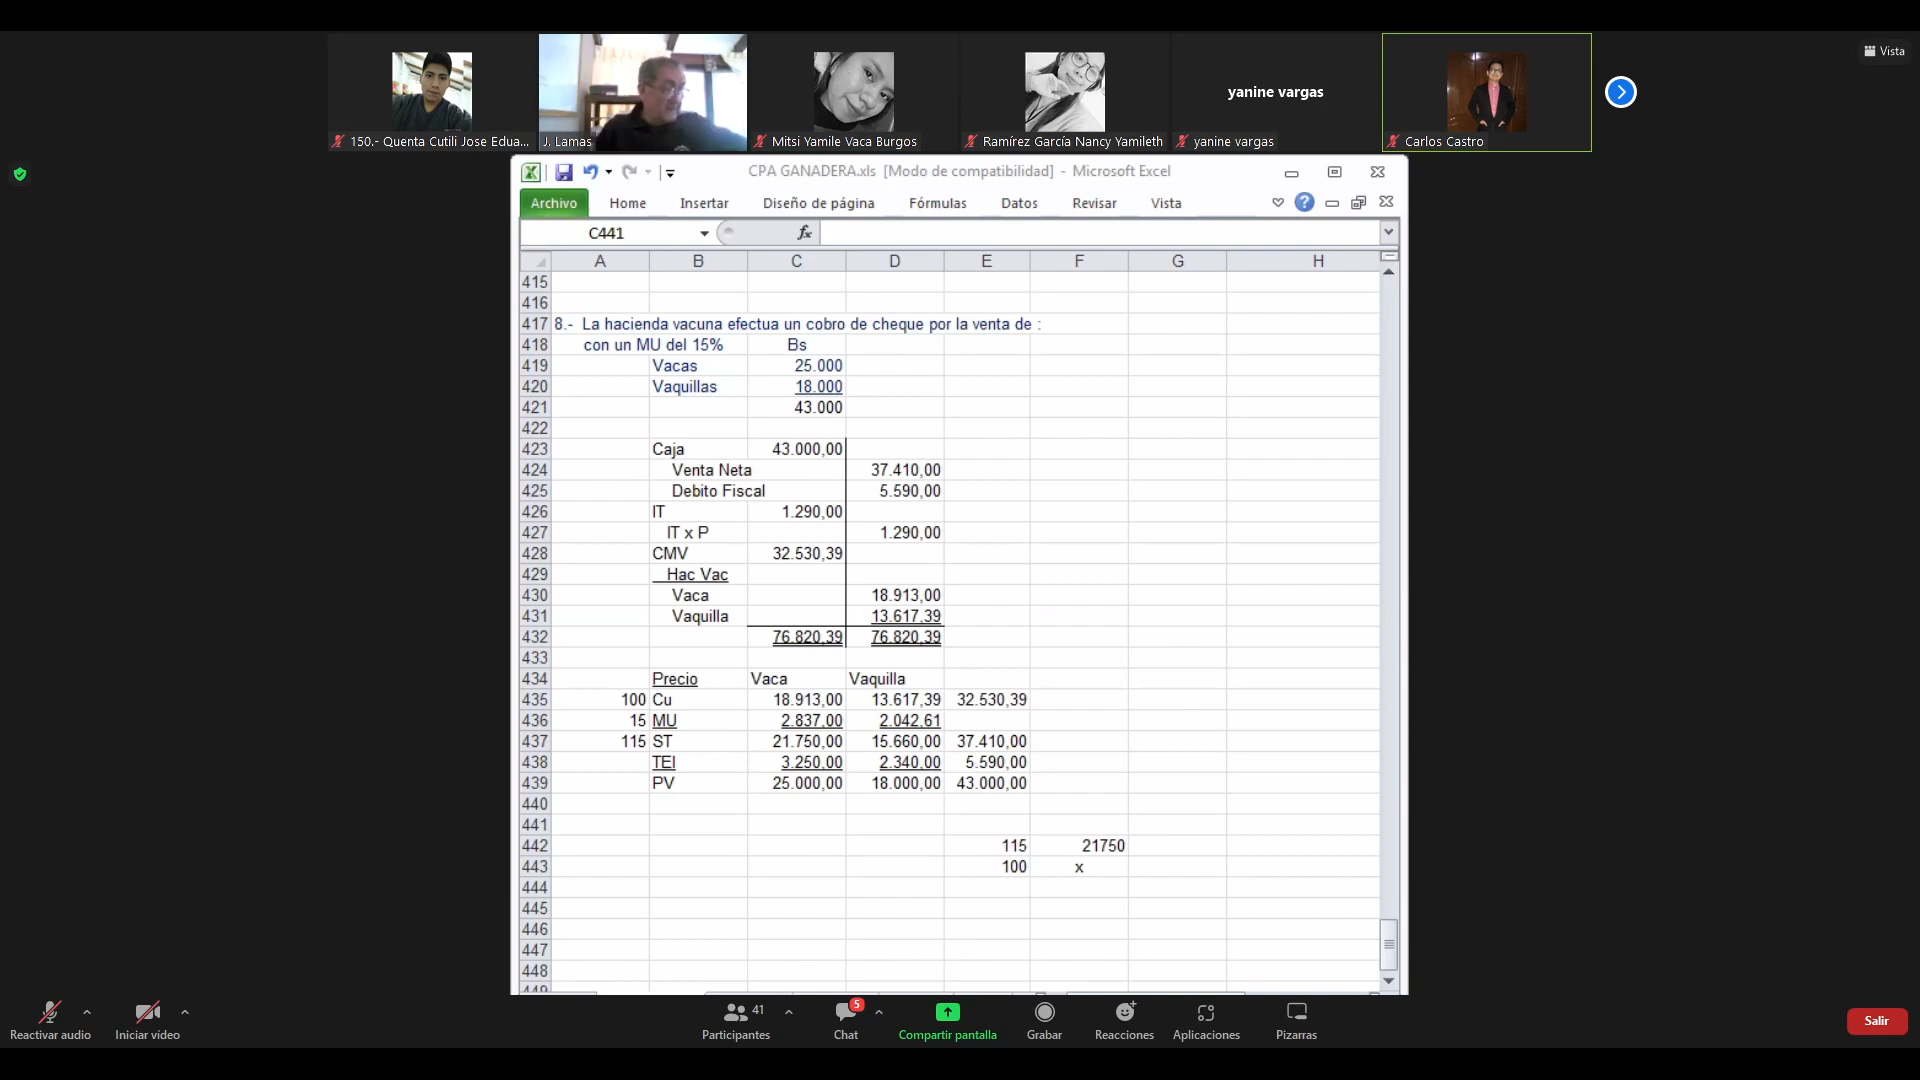 Vista
yanine vargas
150.- Quenta Cutili Jose Edua...
J. Lamas
Mitsi Yamile Vaca Burgos
Ramírez García Nancy Yamileth
yanine vargas
Carlos Castro
CPA GANADERA.xls [Modo de compatibilidad] - Microsoft Excel
Archivo Home Insertar Diseño de página Fórmulas Datos Revisar Vista
C441 fx
A B C D E F G H
415
416
417 8.- La hacienda vacuna efectua un cobro de cheque por la venta de :
418 con un MU del 15% Bs
419 Vacas 25.000
420 Vaquillas 18.000
421 43.000
422
423 Caja 43.000,00
424 Venta Neta 37.410,00
425 Debito Fiscal 5.590,00
426 IT 1.290,00
427 IT x P 1.290,00
428 CMV 32.530,39
429 Hac Vac
430 Vaca 18.913,00
431 Vaquilla 13.617,39
432 76.820,39 76.820,39
433
434 Precio Vaca Vaquilla
435 100 Cu 18.913,00 13.617,39 32.530,39
436 15 MU 2.837,00 2.042,61
437 115 ST 21.750,00 15.660,00 37.410,00
438 TEI 3.250,00 2.340,00 5.590,00
439 PV 25.000,00 18.000,00 43.000,00
440
441
442 115 21750
443 100 x
444
445
446
447
448
449
Reactivar audio
Iniciar vídeo
Participantes 41
Chat 5
Compartir pantalla
Grabar
Reacciones
Aplicaciones
Pizarras
Salir